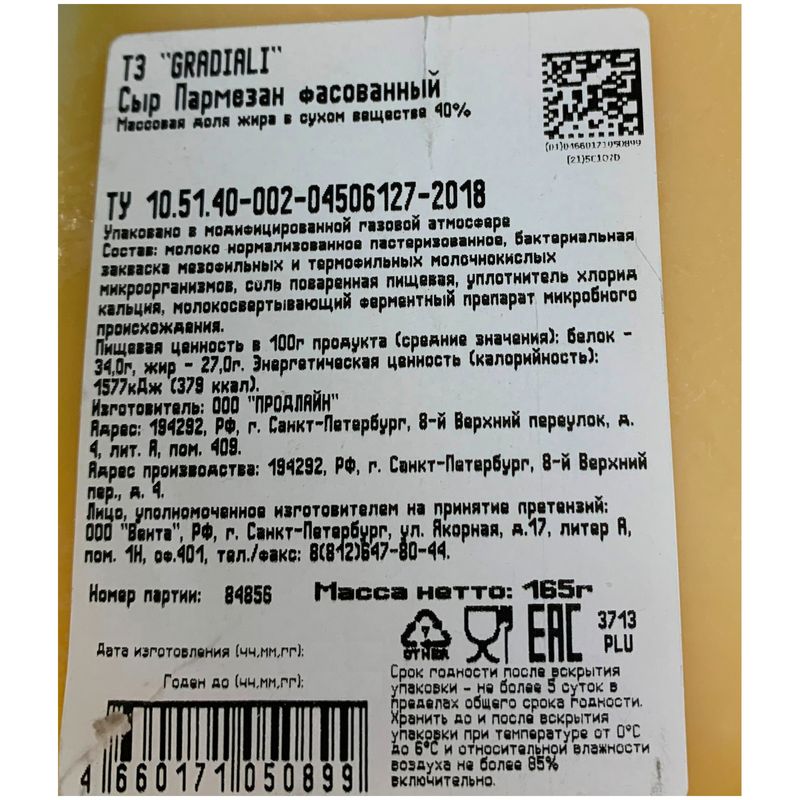 ТЗ "GRADIALI"
Сыр Пармезан фасованный
Массовая доля жира в сухом веществе 40%
(01)04660171050899
ТУ 10.51.40-002-04506127-2018
Упаковано в модифицированной газовой атмосфере
Состав: молоко нормализованное пастеризованное, бактериальная
закваска мезофильных и термофильных молочнокислых
микроорганизмов, соль поваренная пищевая, уплотнитель хлорид
кальция, молокосвертывающий ферментный препарат микробного
происхождения.
Пищевая ценность в 100г продукта (средние значения): белок -
34,0г, жир - 27,0г. Энергетическая ценность (калорийность):
1577кДж (379 ккал).
Изготовитель: ООО "ПРОДЛАЙН"
Адрес: 194292, РФ, г. Санкт-Петербург, 8-й Верхний переулок, д.
4, лит. А, пом. 409.
Адрес производства: 194292, РФ, г. Санкт-Петербург, 8-й Верхний
пер., д. 4.
Лицо, уполномоченное изготовителем на принятие претензий:
ООО "Вента", РФ, г. Санкт-Петербург, ул. Якорная, д.17, литер А,
пом. 1Н, оф.401, тел./факс: 8(812)647-80-44.
Номер партии: 84856
Масса нетто: 165г
OTHER
EAC
3713
PLU
Дата изготовления (чч,мм,гг):
Годен до (чч,мм,гг):
Срок годности после вскрытия
упаковки - не более 5 суток в
пределах общего срока годности.
Хранить до и после вскрытия
упаковки при температуре от 0°С
до 6°С и относительной влажности
воздуха не более 85%
включительно.
4 660171 050899